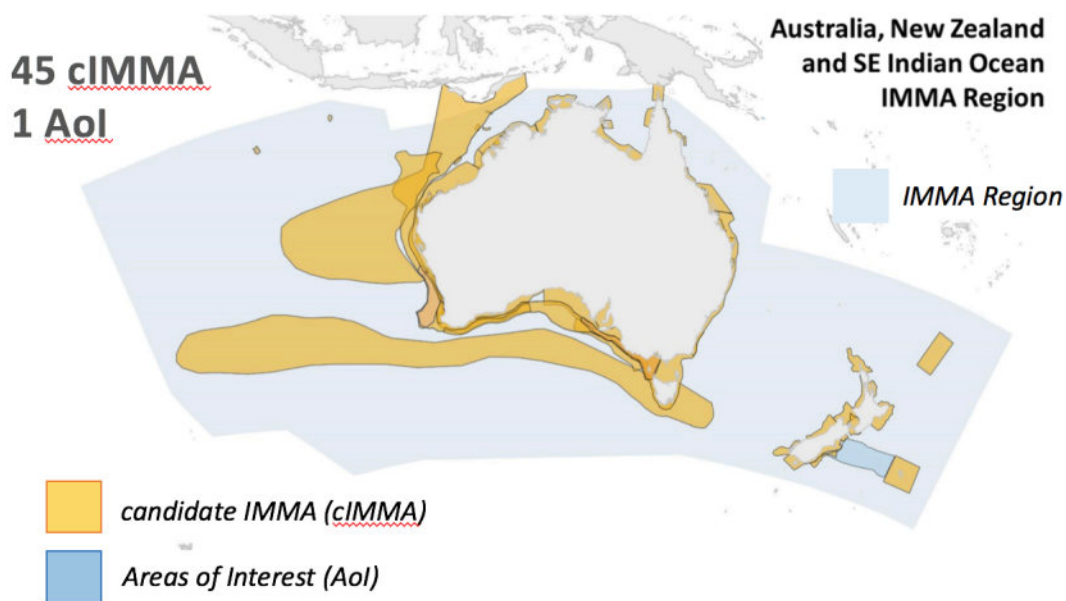 45 cIMMA
1 AoI
Australia, New Zealand
and SE Indian Ocean
IMMA Region
IMMA Region
candidate IMMA (cIMMA)
Areas of Interest (AoI)